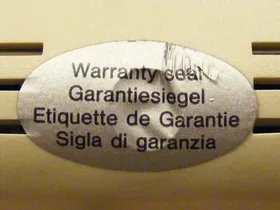 Warranty seal
Garantiesiegel
Etiquette de Garantie
Sigla di garanzia